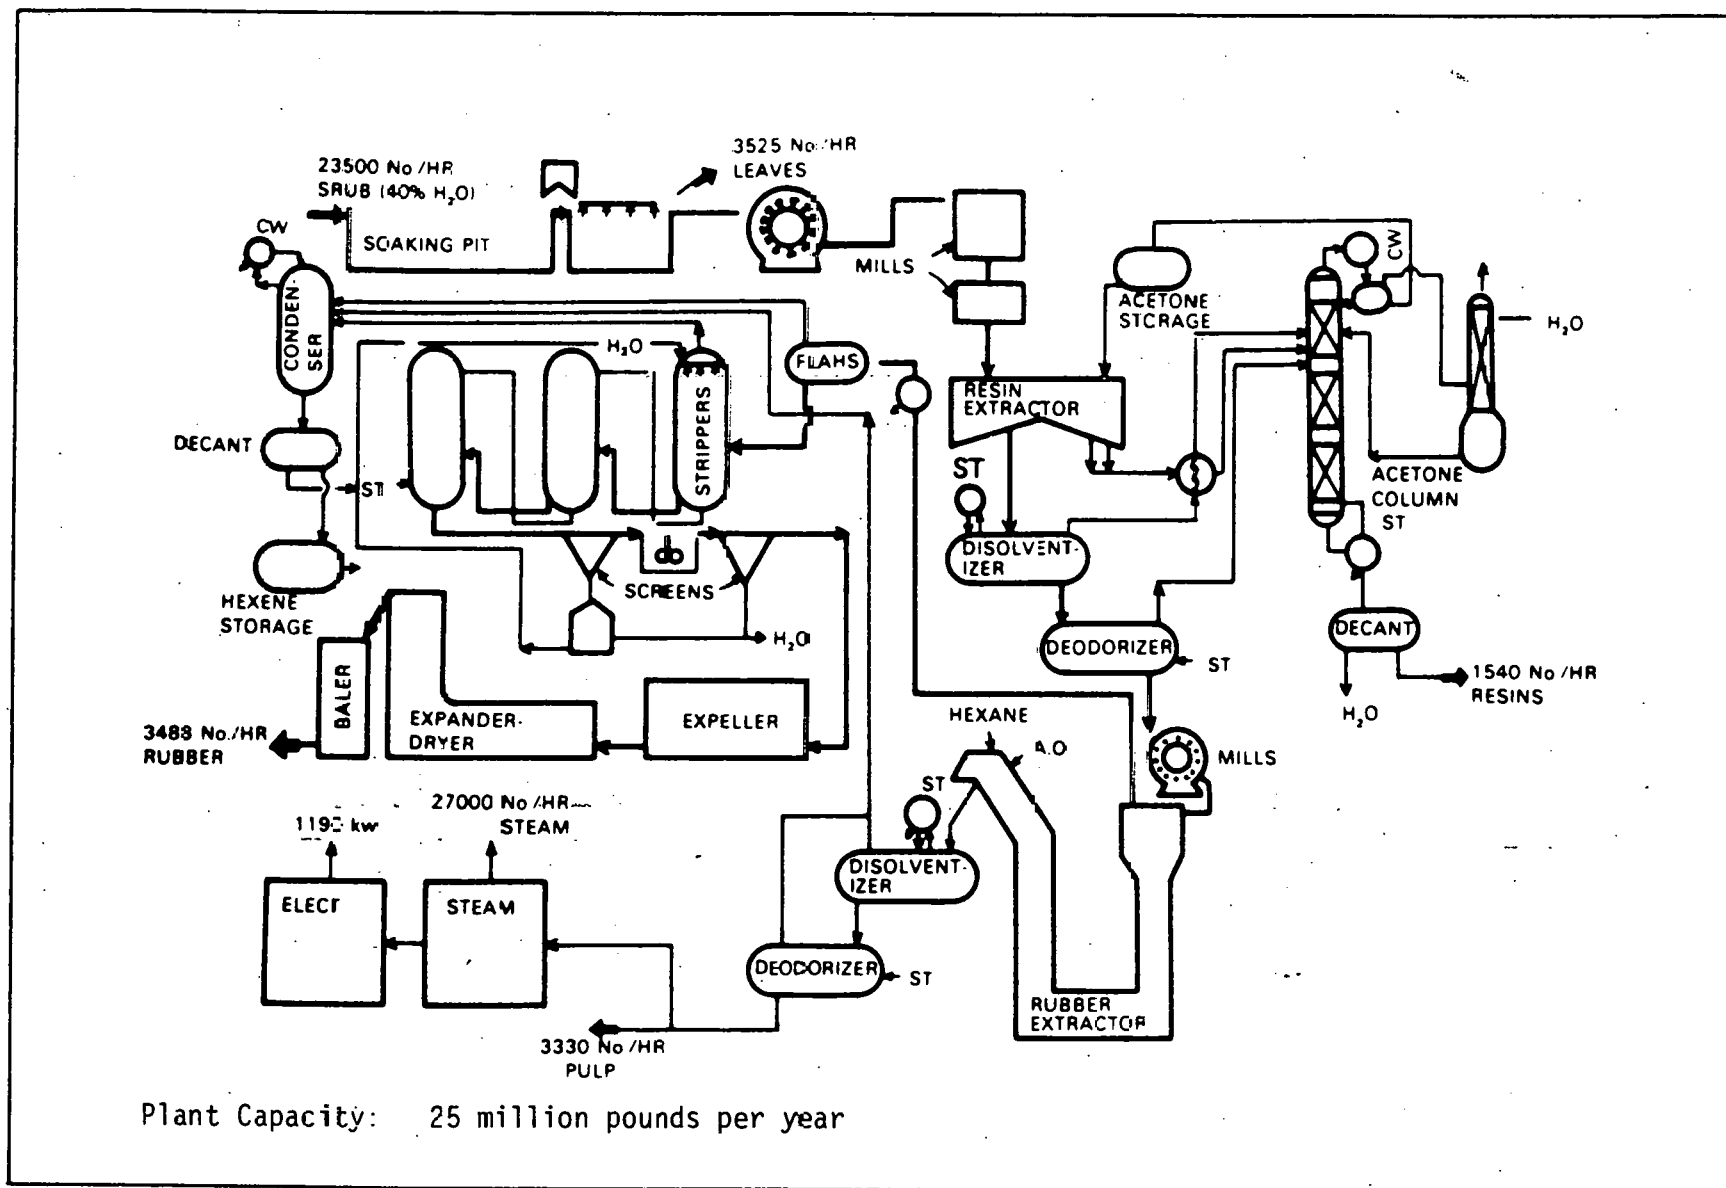 23500 No /HR
SRUB (40% H₂O)
3525 No./HR
LEAVES
CW
SOAKING PIT
MILLS
CONDEN-
SER
H₂O
FLAHS
ACETONE
STORAGE
CW
H₂O
STRIPPERS
RESIN
EXTRACTOR
DECANT
ST
ST
ACETONE
COLUMN
ST
DISOLVENT-
IZER
SCREENS
HEXENE
STORAGE
H₂O
DEODORIZER
ST
DECANT
1540 No /HR
RESINS
H₂O
BALER
EXPANDER-
DRYER
EXPELLER
HEXANE
A.O
MILLS
3488 No./HR
RUBBER
ST
27000 No /HR
STEAM
kw
DISOLVENT-
IZER
ELECT
STEAM
DEODORIZER
ST
RUBBER
EXTRACTOR
3330 No /HR
PULP
Plant Capacity: 25 million pounds per year